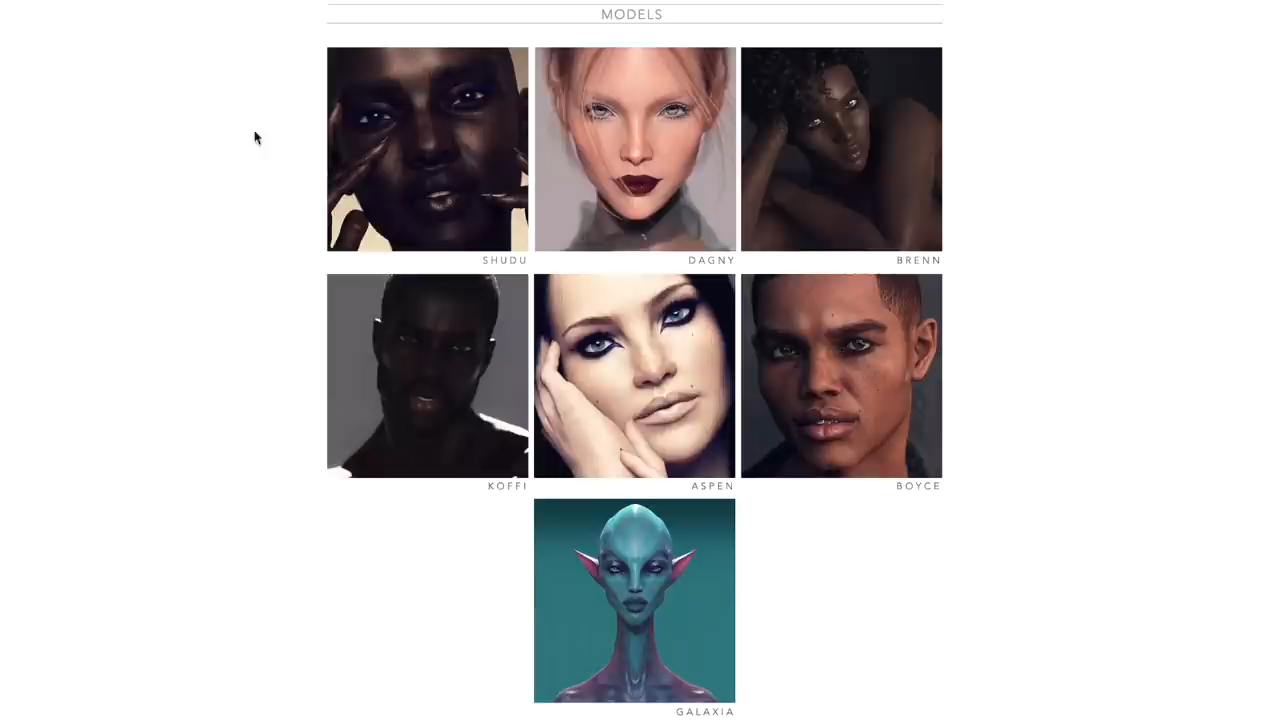 MODELS
SHUDU
DAGNY
BRENN
KOFFI
ASPEN
BOYCE
GALAXIA